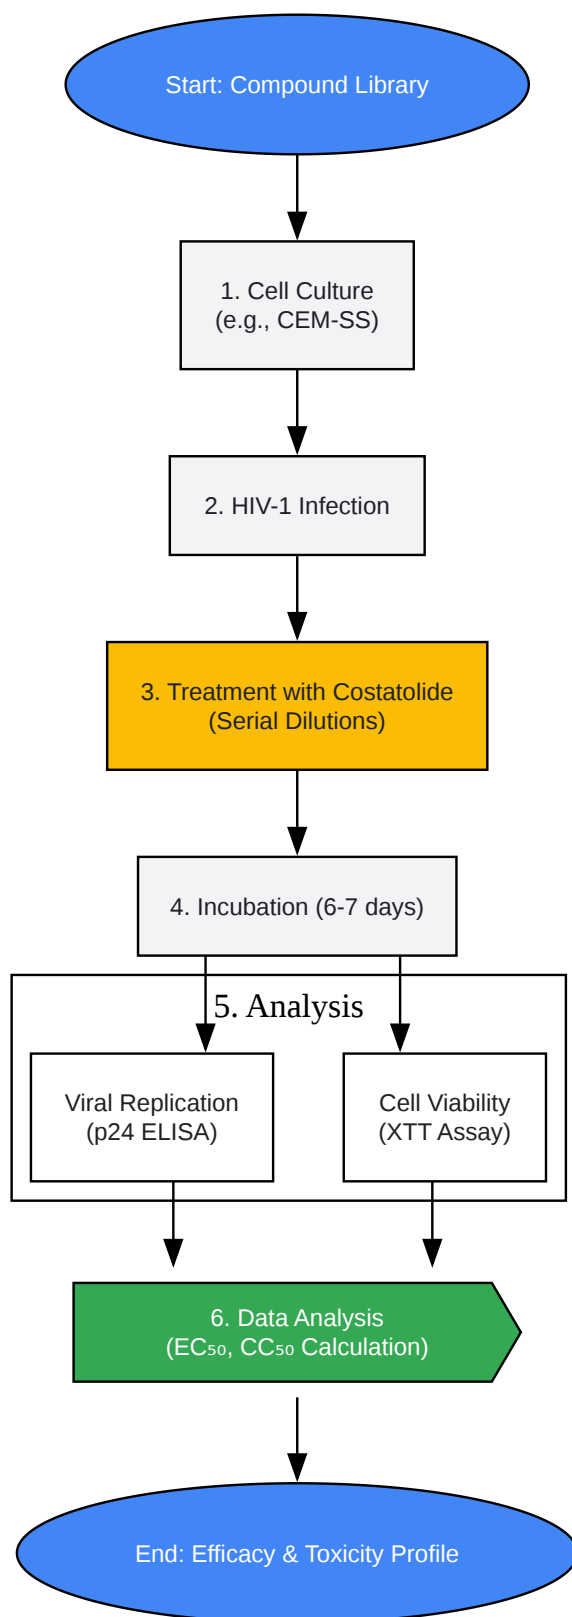 Start: Compound Library
1. Cell Culture
(e.g., CEM-SS)
2. HIV-1 Infection
3. Treatment with Costatolide
(Serial Dilutions)
4. Incubation (6-7 days)
5. Analysis
Viral Replication
(p24 ELISA)
Cell Viability
(XTT Assay)
6. Data Analysis
(EC₅₀, CC₅₀ Calculation)
End: Efficacy & Toxicity Profile